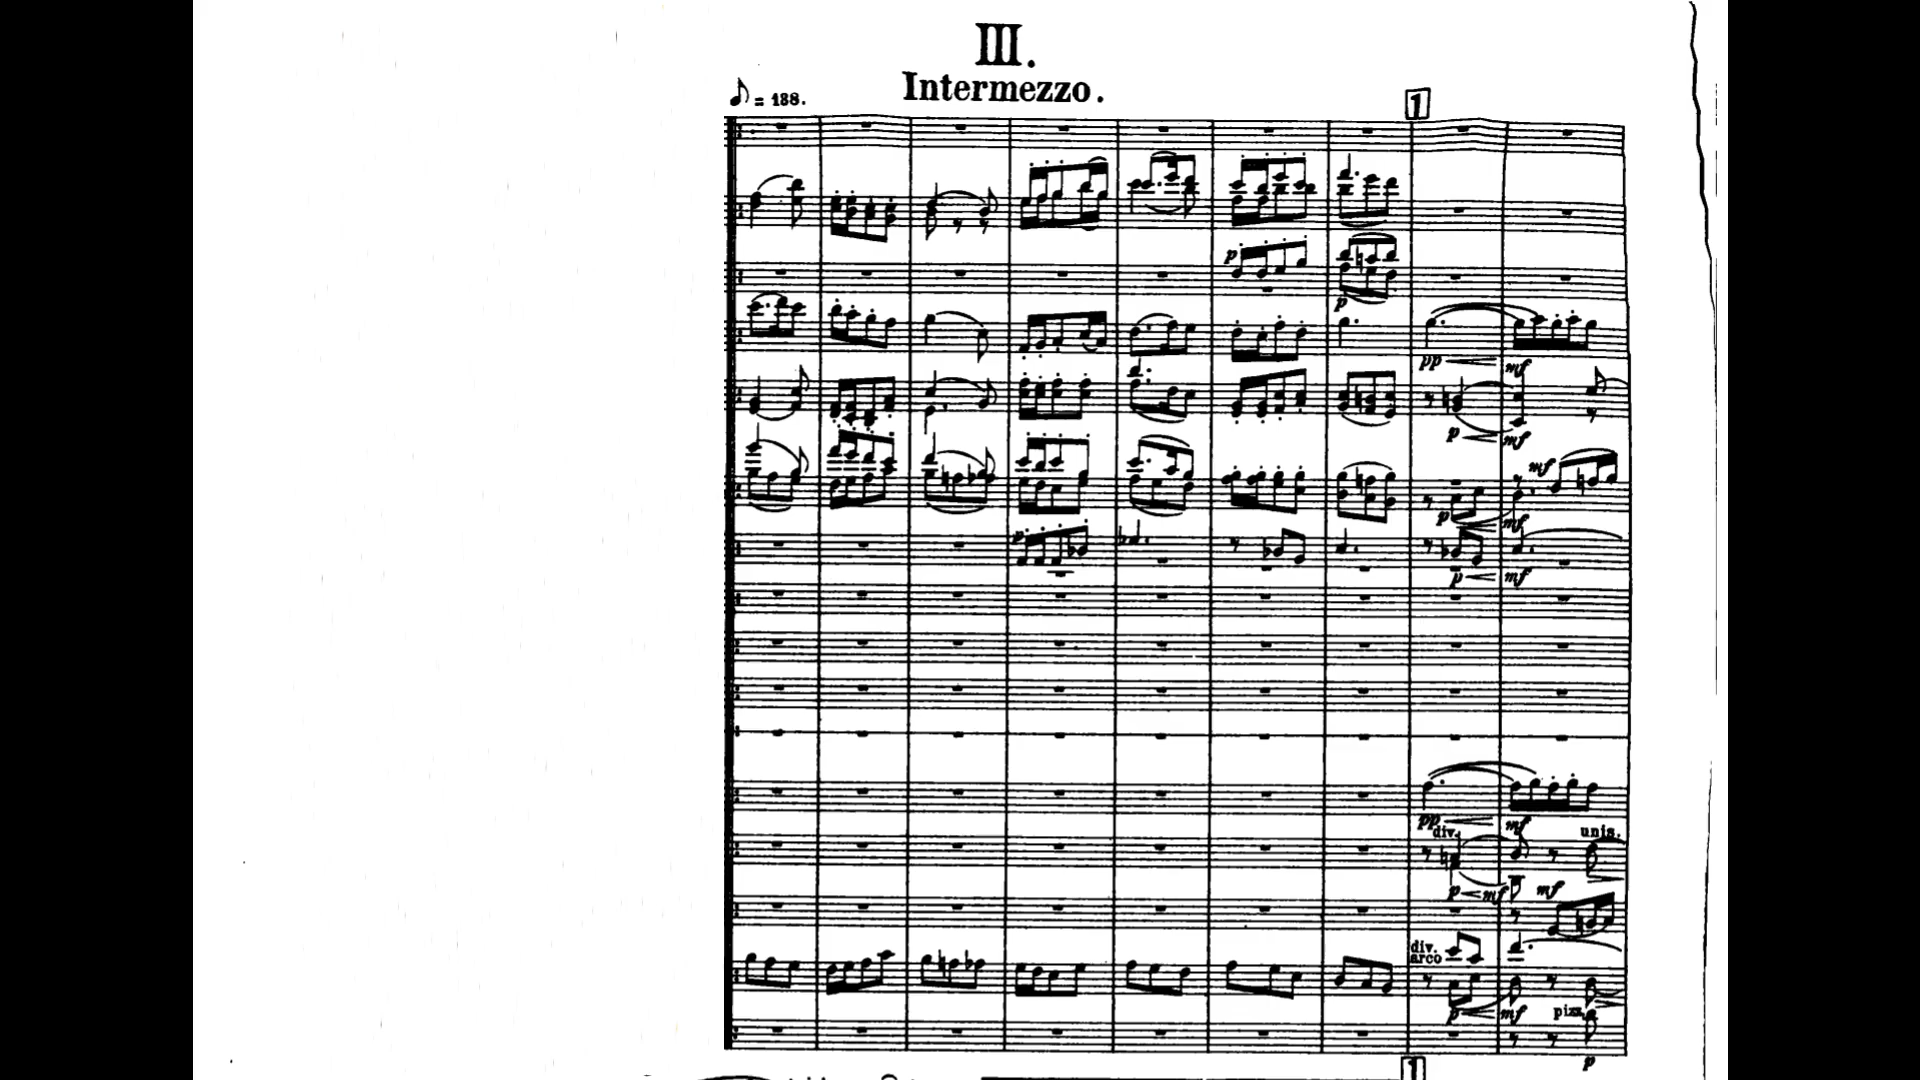 III.
Intermezzo.
♪ = 138.
1
p
p
pp mf
p mf
mf
p mf
p
p mf
pp mf
div. unis.
p mf mf
div.
arco
p mf pizz.
p
1